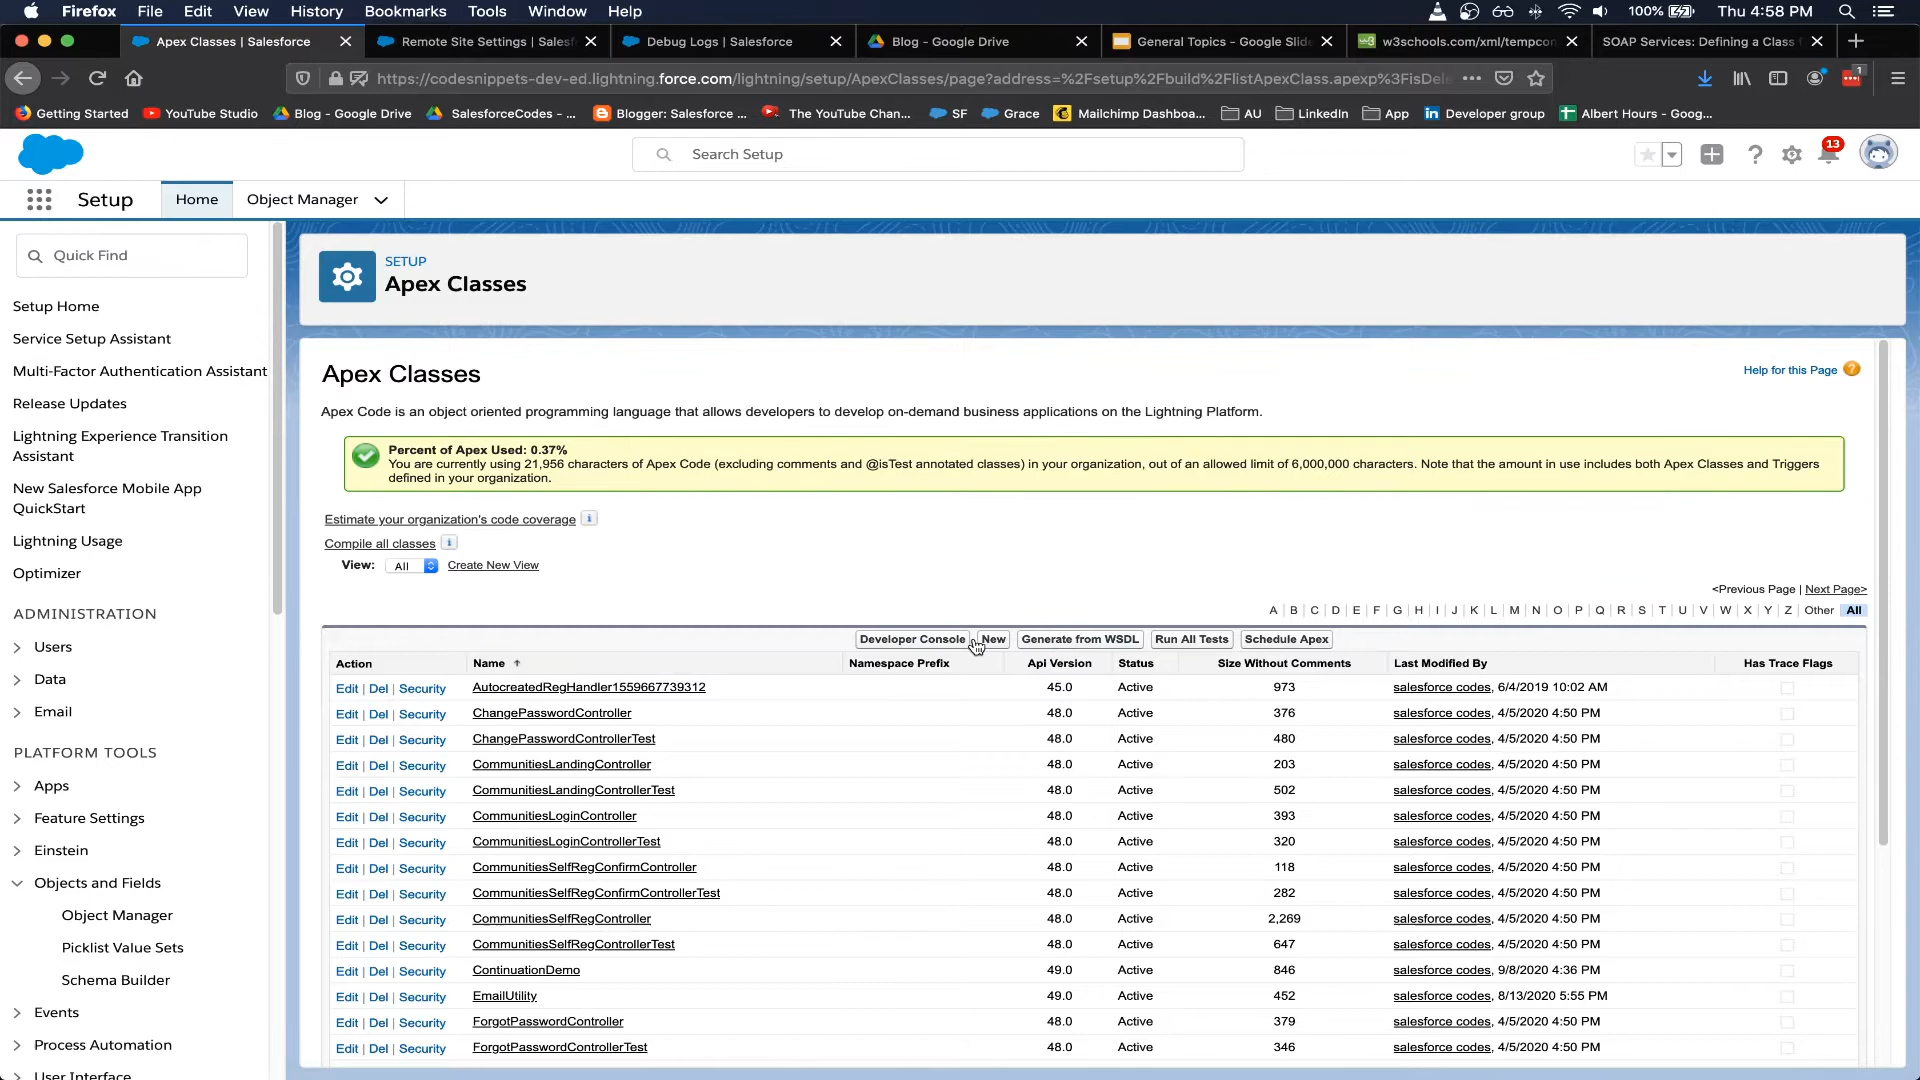 Firefox File Edit View History Bookmarks Tools Window Help 100% Thu 4:58 PM
Apex Classes | Salesforce
Remote Site Settings | Salesf
Debug Logs | Salesforce
Blog - Google Drive
General Topics - Google Slide
w3schools.com/xml/tempcon
SOAP Services: Defining a Class
https://codesnippets-dev-ed.lightning.force.com/lightning/setup/ApexClasses/page?address=%2Fsetup%2Fbuild%2FlistApexClass.apexp%3FisDele
1
Getting Started YouTube Studio Blog - Google Drive SalesforceCodes - ... Blogger: Salesforce ... The YouTube Chan... SF Grace Mailchimp Dashboa... AU LinkedIn App Developer group Albert Hours - Goog...
Search Setup
13
Setup Home Object Manager
Quick Find
Setup Home
Service Setup Assistant
Multi-Factor Authentication Assistant
Release Updates
Lightning Experience Transition
Assistant
New Salesforce Mobile App
QuickStart
Lightning Usage
Optimizer
ADMINISTRATION
Users
Data
Email
PLATFORM TOOLS
Apps
Feature Settings
Einstein
Objects and Fields
Object Manager
Picklist Value Sets
Schema Builder
Events
Process Automation
User Interface
SETUP
Apex Classes
Apex Classes
Help for this Page ?
Apex Code is an object oriented programming language that allows developers to develop on-demand business applications on the Lightning Platform.
Percent of Apex Used: 0.37%
You are currently using 21,956 characters of Apex Code (excluding comments and @isTest annotated classes) in your organization, out of an allowed limit of 6,000,000 characters. Note that the amount in use includes both Apex Classes and Triggers
defined in your organization.
Estimate your organization's code coverage i
Compile all classes i
View: All Create New View
<Previous Page | Next Page>
A | B | C | D | E | F | G | H | I | J | K | L | M | N | O | P | Q | R | S | T | U | V | W | X | Y | Z | Other All
Developer Console New Generate from WSDL Run All Tests Schedule Apex
Action Name Namespace Prefix Api Version Status Size Without Comments Last Modified By Has Trace Flags
Edit | Del | Security AutocreatedRegHandler1559667739312 45.0 Active 973 salesforce codes, 6/4/2019 10:02 AM
Edit | Del | Security ChangePasswordController 48.0 Active 376 salesforce codes, 4/5/2020 4:50 PM
Edit | Del | Security ChangePasswordControllerTest 48.0 Active 480 salesforce codes, 4/5/2020 4:50 PM
Edit | Del | Security CommunitiesLandingController 48.0 Active 203 salesforce codes, 4/5/2020 4:50 PM
Edit | Del | Security CommunitiesLandingControllerTest 48.0 Active 502 salesforce codes, 4/5/2020 4:50 PM
Edit | Del | Security CommunitiesLoginController 48.0 Active 393 salesforce codes, 4/5/2020 4:50 PM
Edit | Del | Security CommunitiesLoginControllerTest 48.0 Active 320 salesforce codes, 4/5/2020 4:50 PM
Edit | Del | Security CommunitiesSelfRegConfirmController 48.0 Active 118 salesforce codes, 4/5/2020 4:50 PM
Edit | Del | Security CommunitiesSelfRegConfirmControllerTest 48.0 Active 282 salesforce codes, 4/5/2020 4:50 PM
Edit | Del | Security CommunitiesSelfRegController 48.0 Active 2,269 salesforce codes, 4/5/2020 4:50 PM
Edit | Del | Security CommunitiesSelfRegControllerTest 48.0 Active 647 salesforce codes, 4/5/2020 4:50 PM
Edit | Del | Security ContinuationDemo 49.0 Active 846 salesforce codes, 9/8/2020 4:36 PM
Edit | Del | Security EmailUtility 49.0 Active 452 salesforce codes, 8/13/2020 5:55 PM
Edit | Del | Security ForgotPasswordController 48.0 Active 379 salesforce codes, 4/5/2020 4:50 PM
Edit | Del | Security ForgotPasswordControllerTest 48.0 Active 346 salesforce codes, 4/5/2020 4:50 PM